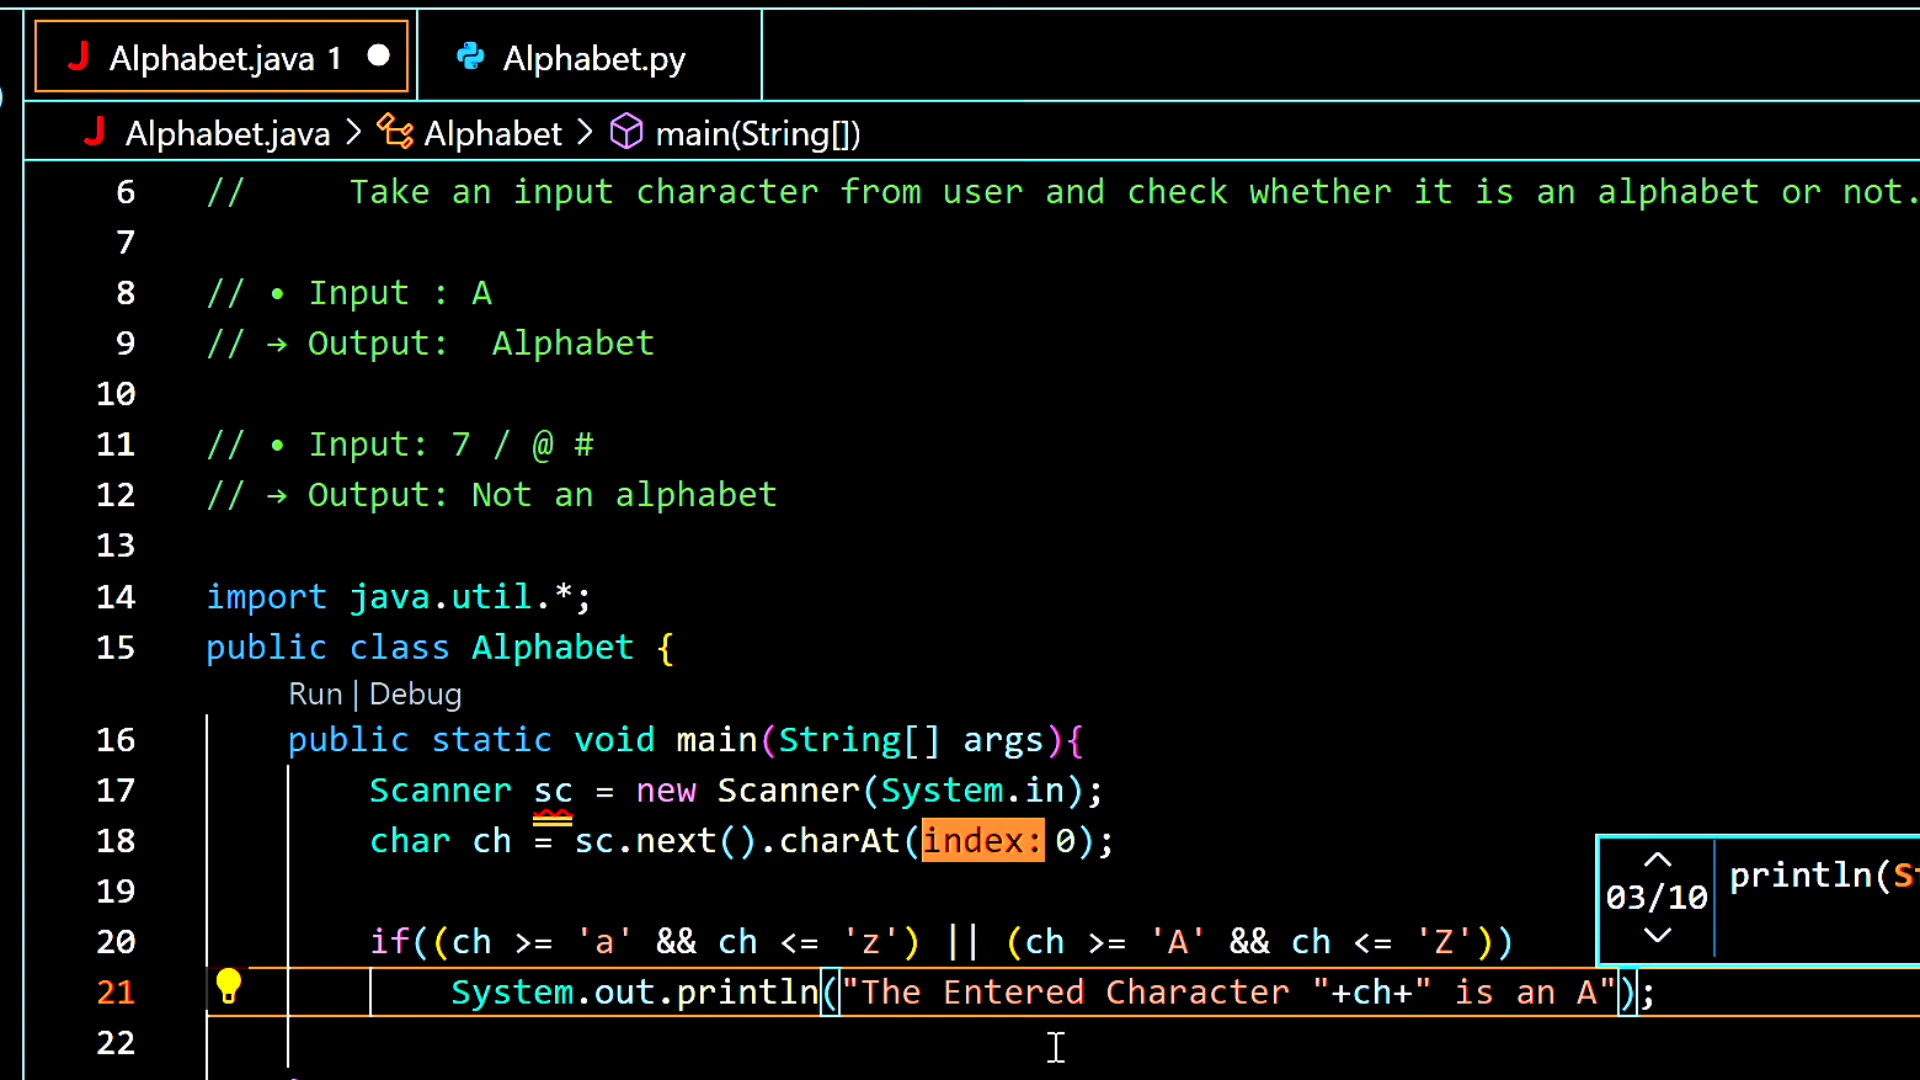 Alphabet.java 1
Alphabet.py
Alphabet.java > Alphabet > main(String[])
6 // Take an input character from user and check whether it is an alphabet or not.
7
8 // • Input : A
9 // → Output: Alphabet
10
11 // • Input: 7 / @ #
12 // → Output: Not an alphabet
13
14 import java.util.*;
15 public class Alphabet {
Run | Debug
16 public static void main(String[] args){
17 Scanner sc = new Scanner(System.in);
18 char ch = sc.next().charAt(index: 0);
19
20 if((ch >= 'a' && ch <= 'z') || (ch >= 'A' && ch <= 'Z'))
21 System.out.println("The Entered Character "+ch+" is an A");
22
03/10 println(